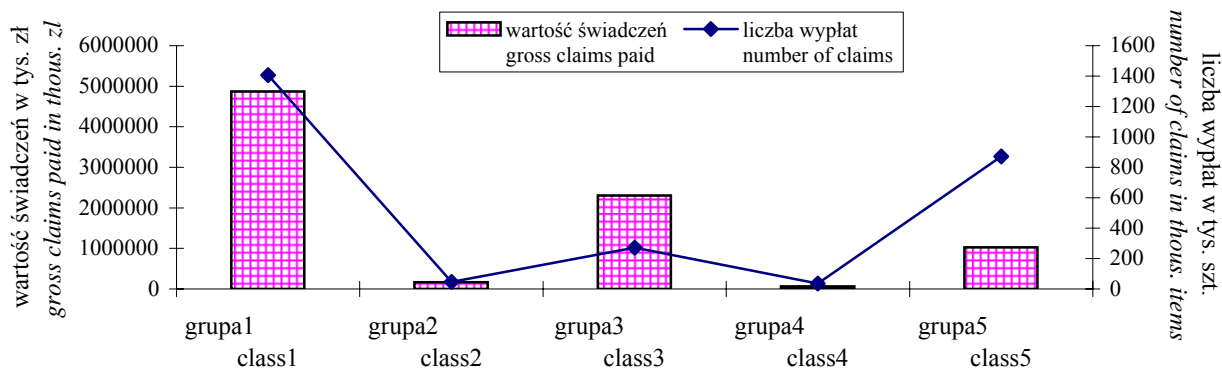 wartość świadczeń w tys. zł
gross claims paid in thous. zl
6000000
5000000
4000000
3000000
2000000
1000000
0
wartość świadczeń
gross claims paid
liczba wypłat
number of claims
1600
1400
1200
1000
800
600
400
200
0
liczba wypłat w tys. szt.
number of claims in thous. items
grupa1
class1
grupa2
class2
grupa3
class3
grupa4
class4
grupa5
class5